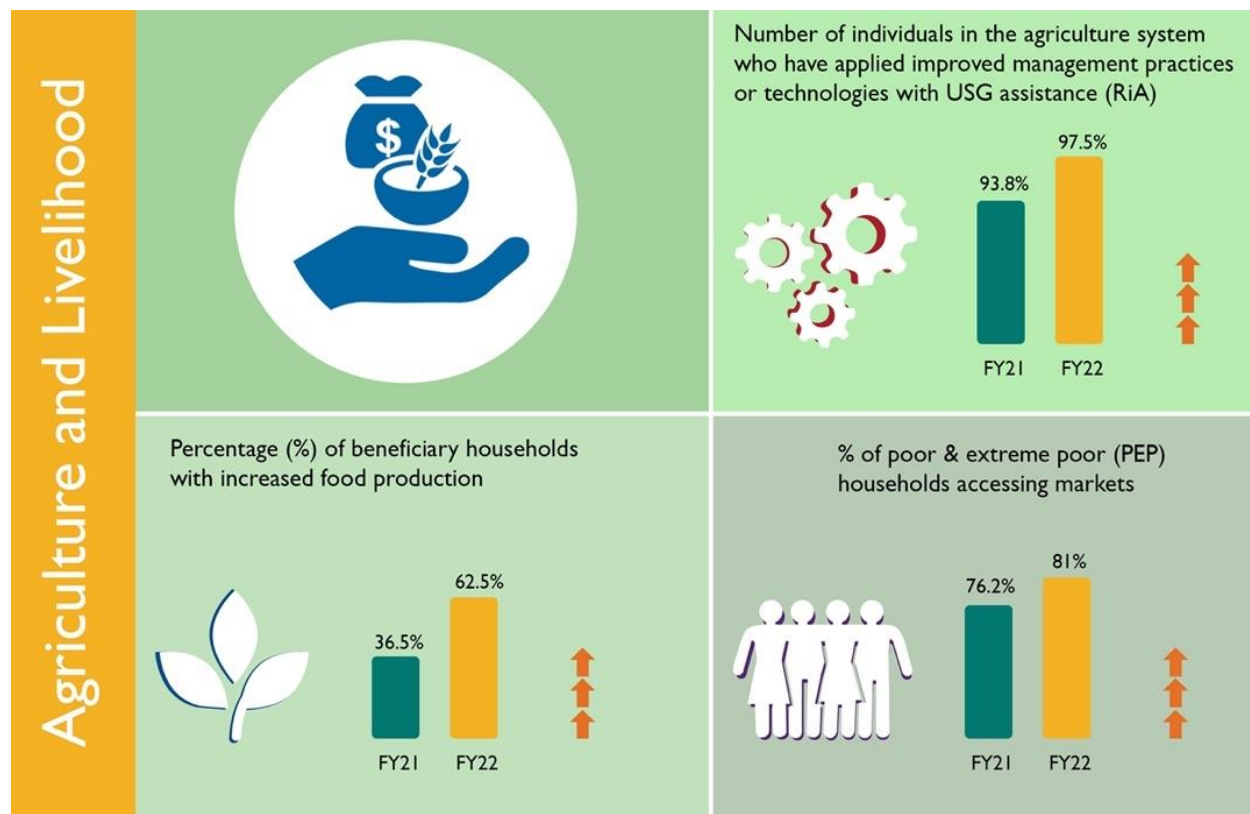 Agriculture and Livelihood
$
Number of individuals in the agriculture system
who have applied improved management practices
or technologies with USG assistance (RiA)
93.8%
97.5%
FY21
FY22
Percentage (%) of beneficiary households
with increased food production
36.5%
62.5%
FY21
FY22
% of poor & extreme poor (PEP)
households accessing markets
76.2%
81%
FY21
FY22